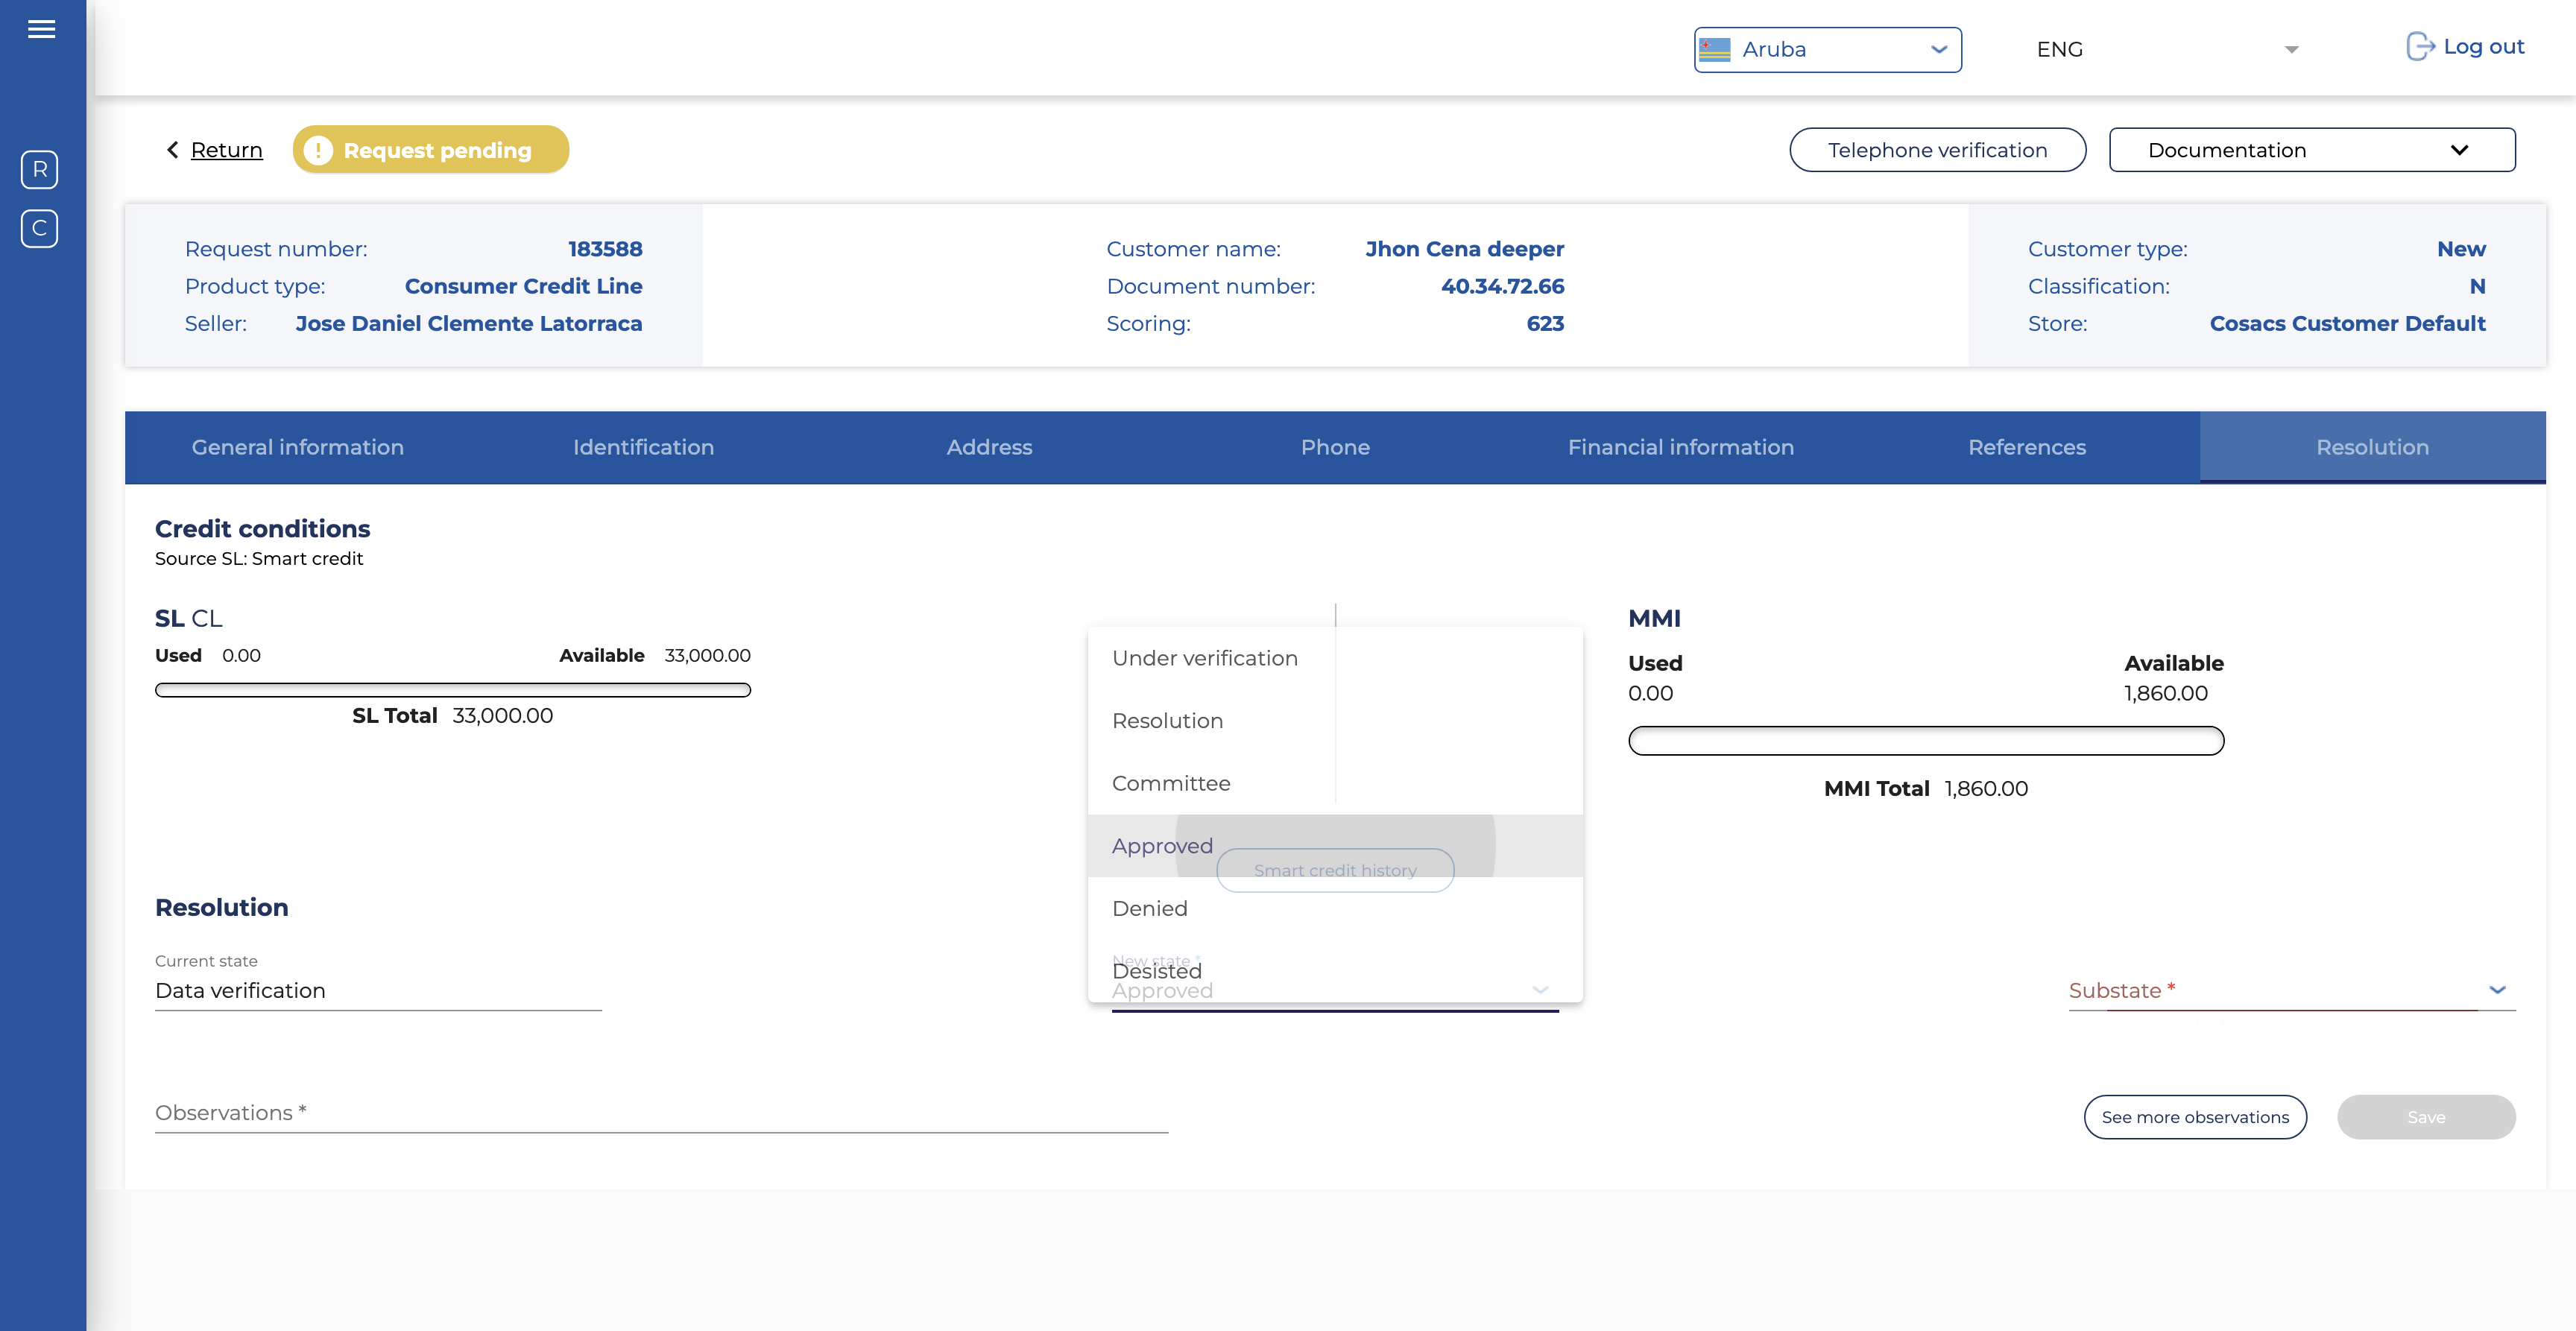 Aruba
ENG
Log out
R
C
Return
Request pending
Telephone verification
Documentation
Request number: 183588
Product type: Consumer Credit Line
Seller: Jose Daniel Clemente Latorraca
Customer name: Jhon Cena deeper
Document number: 40.34.72.66
Scoring: 623
Customer type: New
Classification: N
Store: Cosacs Customer Default
General information
Identification
Address
Phone
Financial information
References
Resolution
Credit conditions
Source SL: Smart credit
SL CL
Used 0.00 Available 33,000.00
SL Total 33,000.00
MMI
Used Available
0.00 1,860.00
MMI Total 1,860.00
Under verification
Resolution
Committee
Approved
Smart credit history
Denied
Desisted
Resolution
Current state
Data verification
New state *
Approved
Substate *
Observations *
See more observations
Save